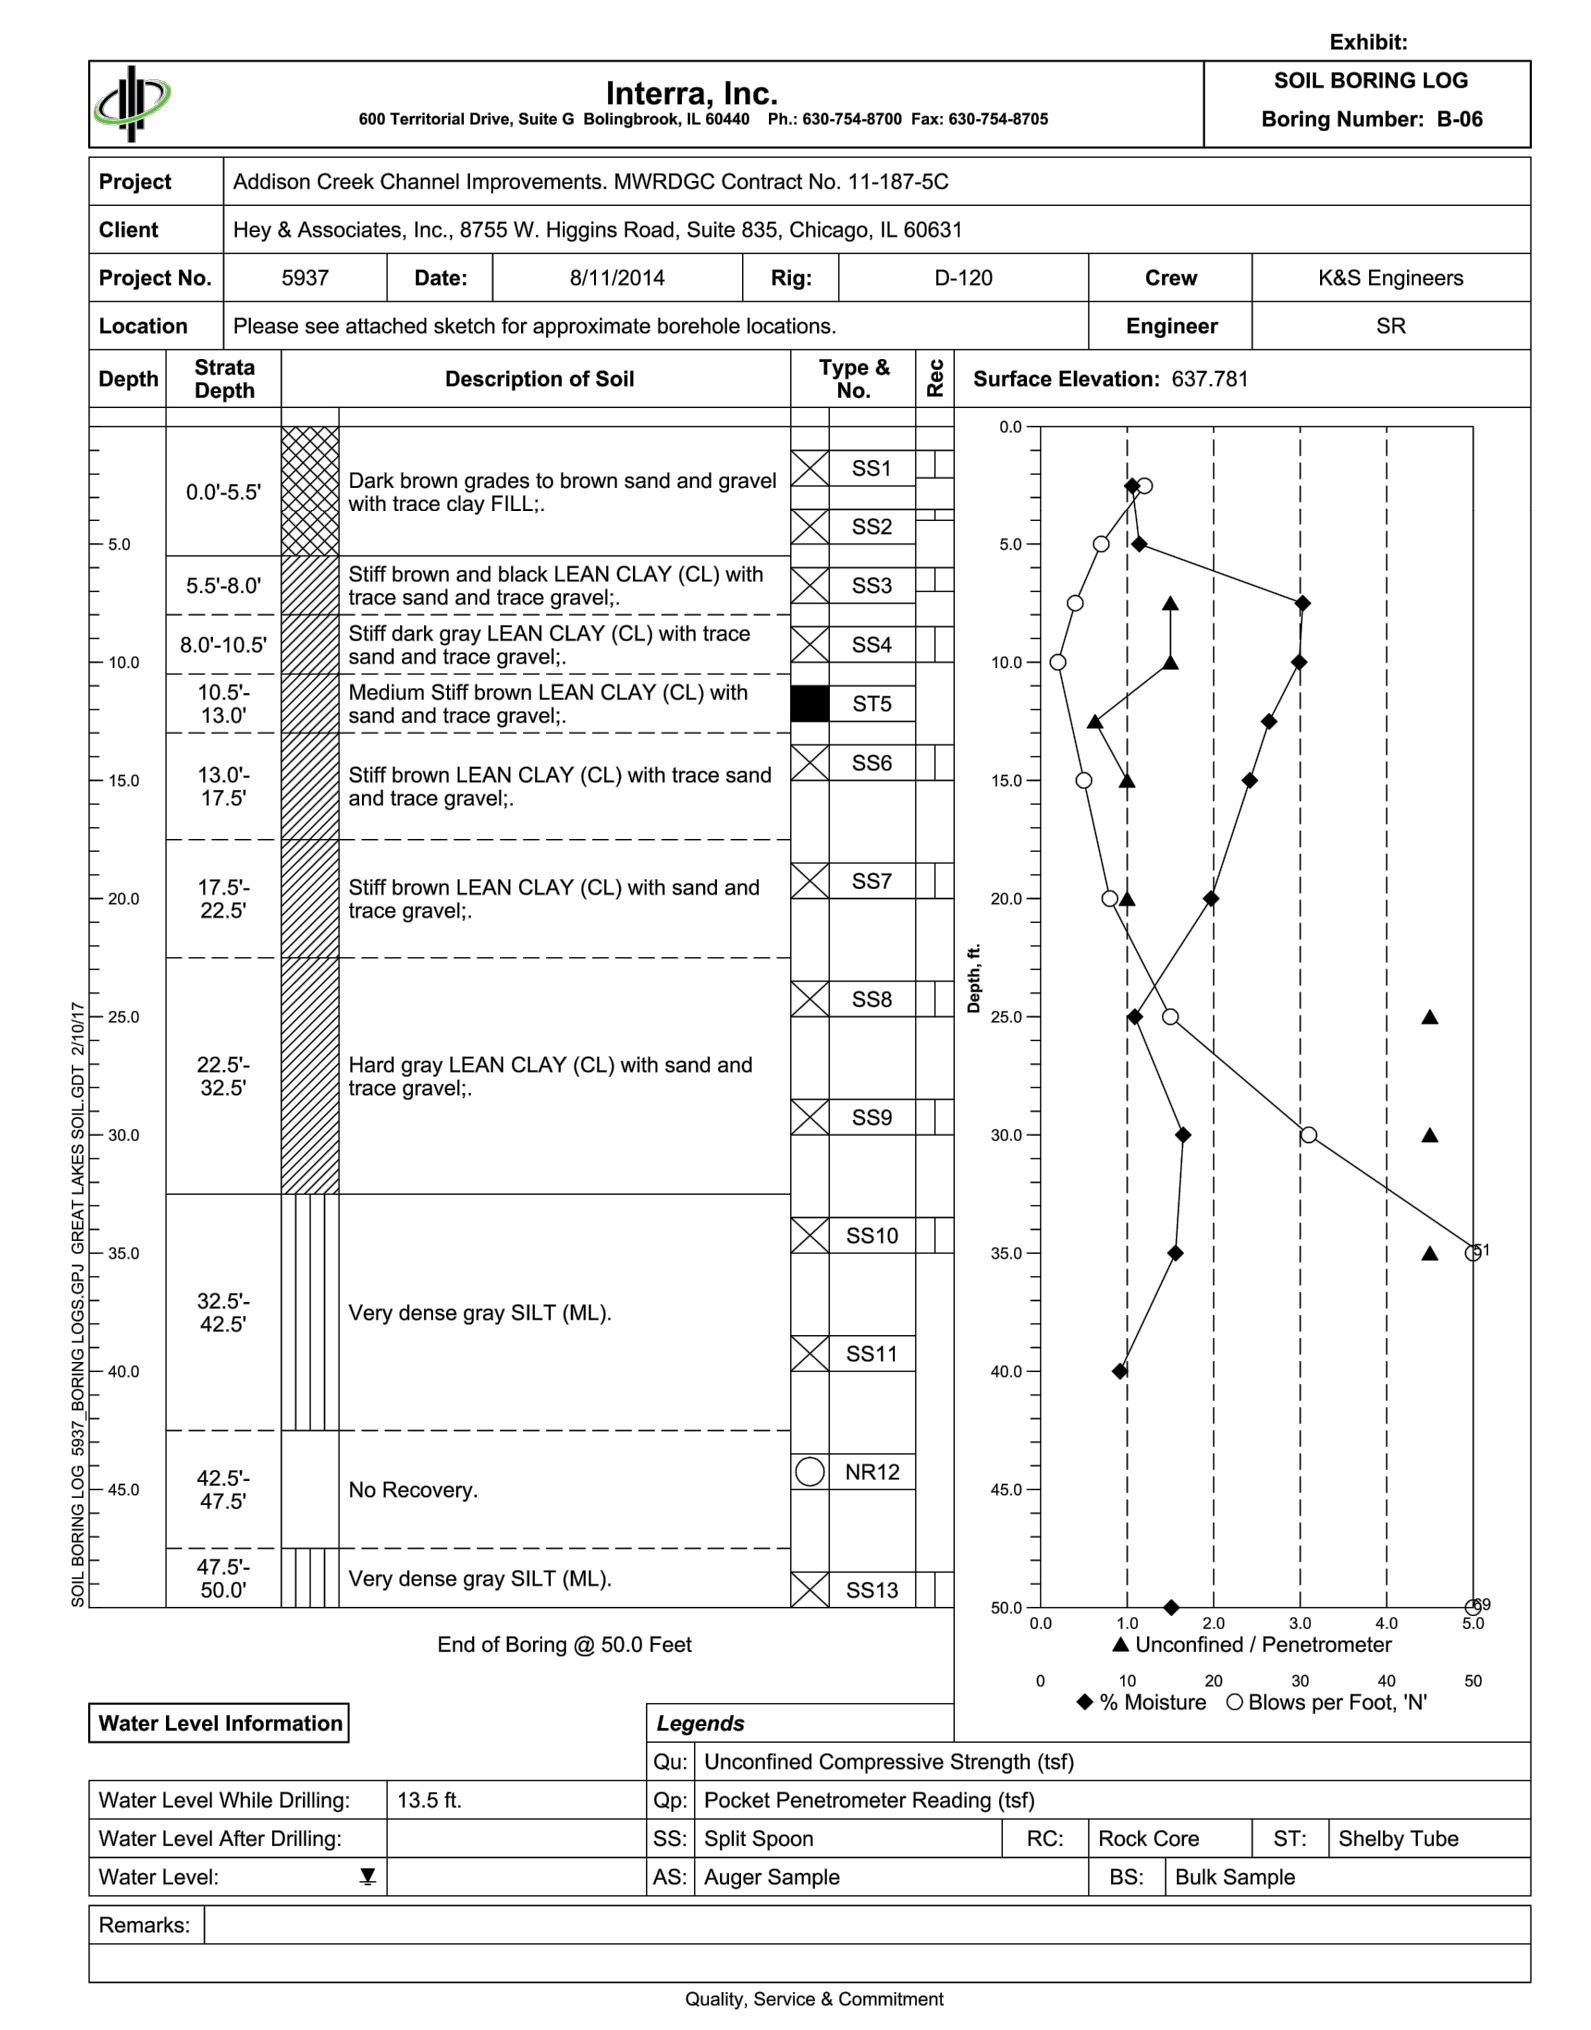 Exhibit:
Interra, Inc.
600 Territorial Drive, Suite G Bolingbrook, IL 60440 Ph.: 630-754-8700 Fax: 630-754-8705
SOIL BORING LOG
Boring Number: B-06
Project Addison Creek Channel Improvements. MWRDGC Contract No. 11-187-5C
Client Hey & Associates, Inc., 8755 W. Higgins Road, Suite 835, Chicago, IL 60631
Project No. 5937 Date: 8/11/2014 Rig: D-120 Crew K&S Engineers
Location Please see attached sketch for approximate borehole locations. Engineer SR
Depth
Strata
Depth
Description of Soil
Type &
No.
Rec
Surface Elevation: 637.781
0.0'-5.5'
Dark brown grades to brown sand and gravel
with trace clay FILL;.
SS1
SS2
5.0
5.5'-8.0'
Stiff brown and black LEAN CLAY (CL) with
trace sand and trace gravel;.
SS3
8.0'-10.5'
Stiff dark gray LEAN CLAY (CL) with trace
sand and trace gravel;.
SS4
10.0
10.5'-
13.0'
Medium Stiff brown LEAN CLAY (CL) with
sand and trace gravel;.
ST5
13.0'-
17.5'
Stiff brown LEAN CLAY (CL) with trace sand
and trace gravel;.
SS6
15.0
17.5'-
22.5'
Stiff brown LEAN CLAY (CL) with sand and
trace gravel;.
SS7
20.0
22.5'-
32.5'
Hard gray LEAN CLAY (CL) with sand and
trace gravel;.
SS8
25.0
SS9
30.0
32.5'-
42.5'
Very dense gray SILT (ML).
SS10
35.0
SS11
40.0
42.5'-
47.5'
No Recovery.
NR12
45.0
47.5'-
50.0'
Very dense gray SILT (ML).
SS13
End of Boring @ 50.0 Feet
0.0
5.0
10.0
15.0
20.0
Depth, ft.
25.0
30.0
35.0
51
40.0
45.0
50.0
69
0.0 1.0 2.0 3.0 4.0 5.0
▲ Unconfined / Penetrometer
0 10 20 30 40 50
◆ % Moisture ○ Blows per Foot, 'N'
SOIL BORING LOG 5937_BORING LOGS.GPJ GREAT LAKES SOIL.GDT 2/10/17
Water Level Information
Water Level While Drilling: 13.5 ft.
Water Level After Drilling:
Water Level:
Legends
Qu: Unconfined Compressive Strength (tsf)
Qp: Pocket Penetrometer Reading (tsf)
SS: Split Spoon RC: Rock Core ST: Shelby Tube
AS: Auger Sample BS: Bulk Sample
Remarks:
Quality, Service & Commitment